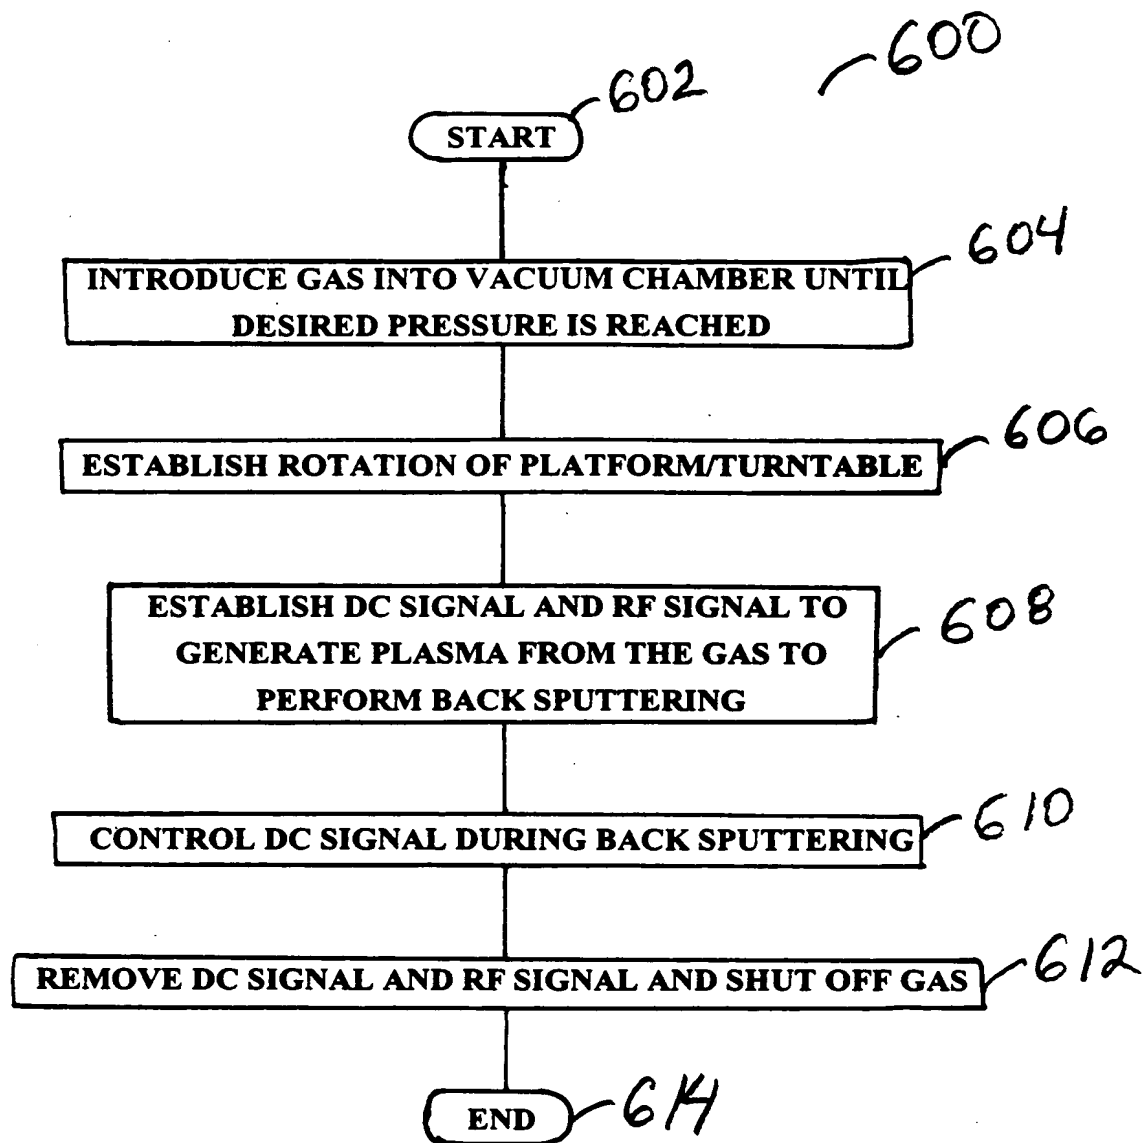 600
602
START
604
INTRODUCE GAS INTO VACUUM CHAMBER UNTIL
DESIRED PRESSURE IS REACHED
606
ESTABLISH ROTATION OF PLATFORM/TURNTABLE
608
ESTABLISH DC SIGNAL AND RF SIGNAL TO
GENERATE PLASMA FROM THE GAS TO
PERFORM BACK SPUTTERING
610
CONTROL DC SIGNAL DURING BACK SPUTTERING
612
REMOVE DC SIGNAL AND RF SIGNAL AND SHUT OFF GAS
614
END